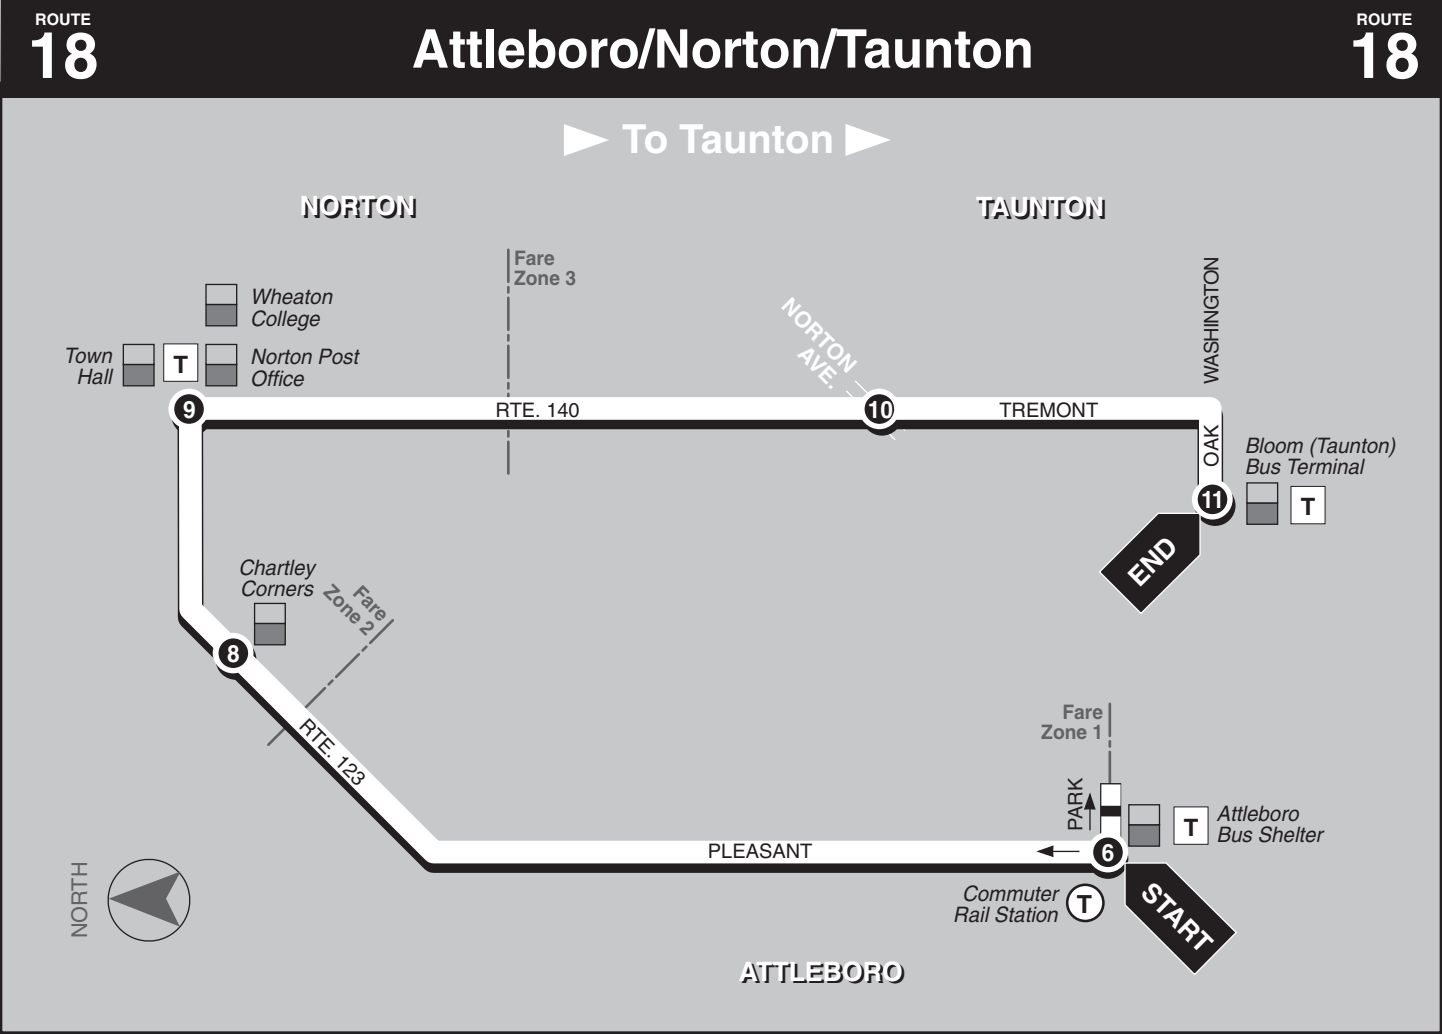 ROUTE
18
Attleboro/Norton/Taunton
ROUTE
18
To Taunton
NORTON
TAUNTON
Fare
Zone 3
WASHINGTON
Wheaton
College
NORTON
AVE.
Town
Hall
T
Norton Post
Office
9
RTE. 140
10
TREMONT
OAK
Bloom (Taunton)
Bus Terminal
11
T
END
Chartley
Corners
Fare
Zone 2
8
RTE. 123
Fare
Zone 1
PARK
T
Attleboro
Bus Shelter
PLEASANT
6
NORTH
Commuter
Rail Station
T
START
ATTLEBORO